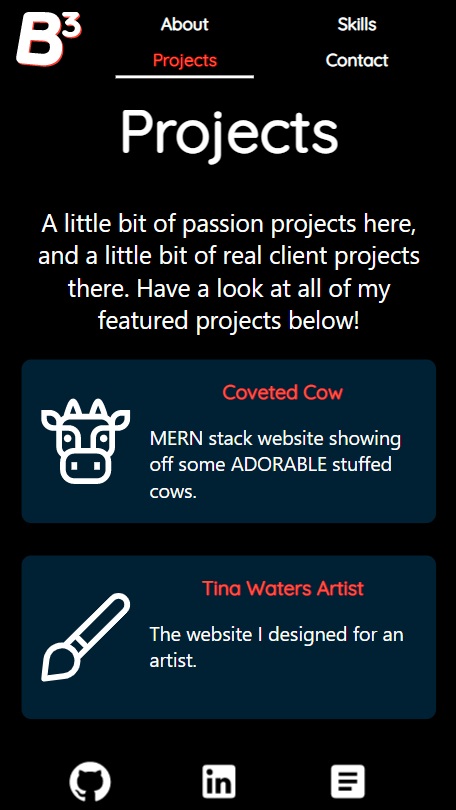 B³
About
Skills
Projects
Contact
Projects
A little bit of passion projects here,
and a little bit of real client projects
there. Have a look at all of my
featured projects below!
Coveted Cow
MERN stack website showing
off some ADORABLE stuffed
cows.
Tina Waters Artist
The website I designed for an
artist.
in